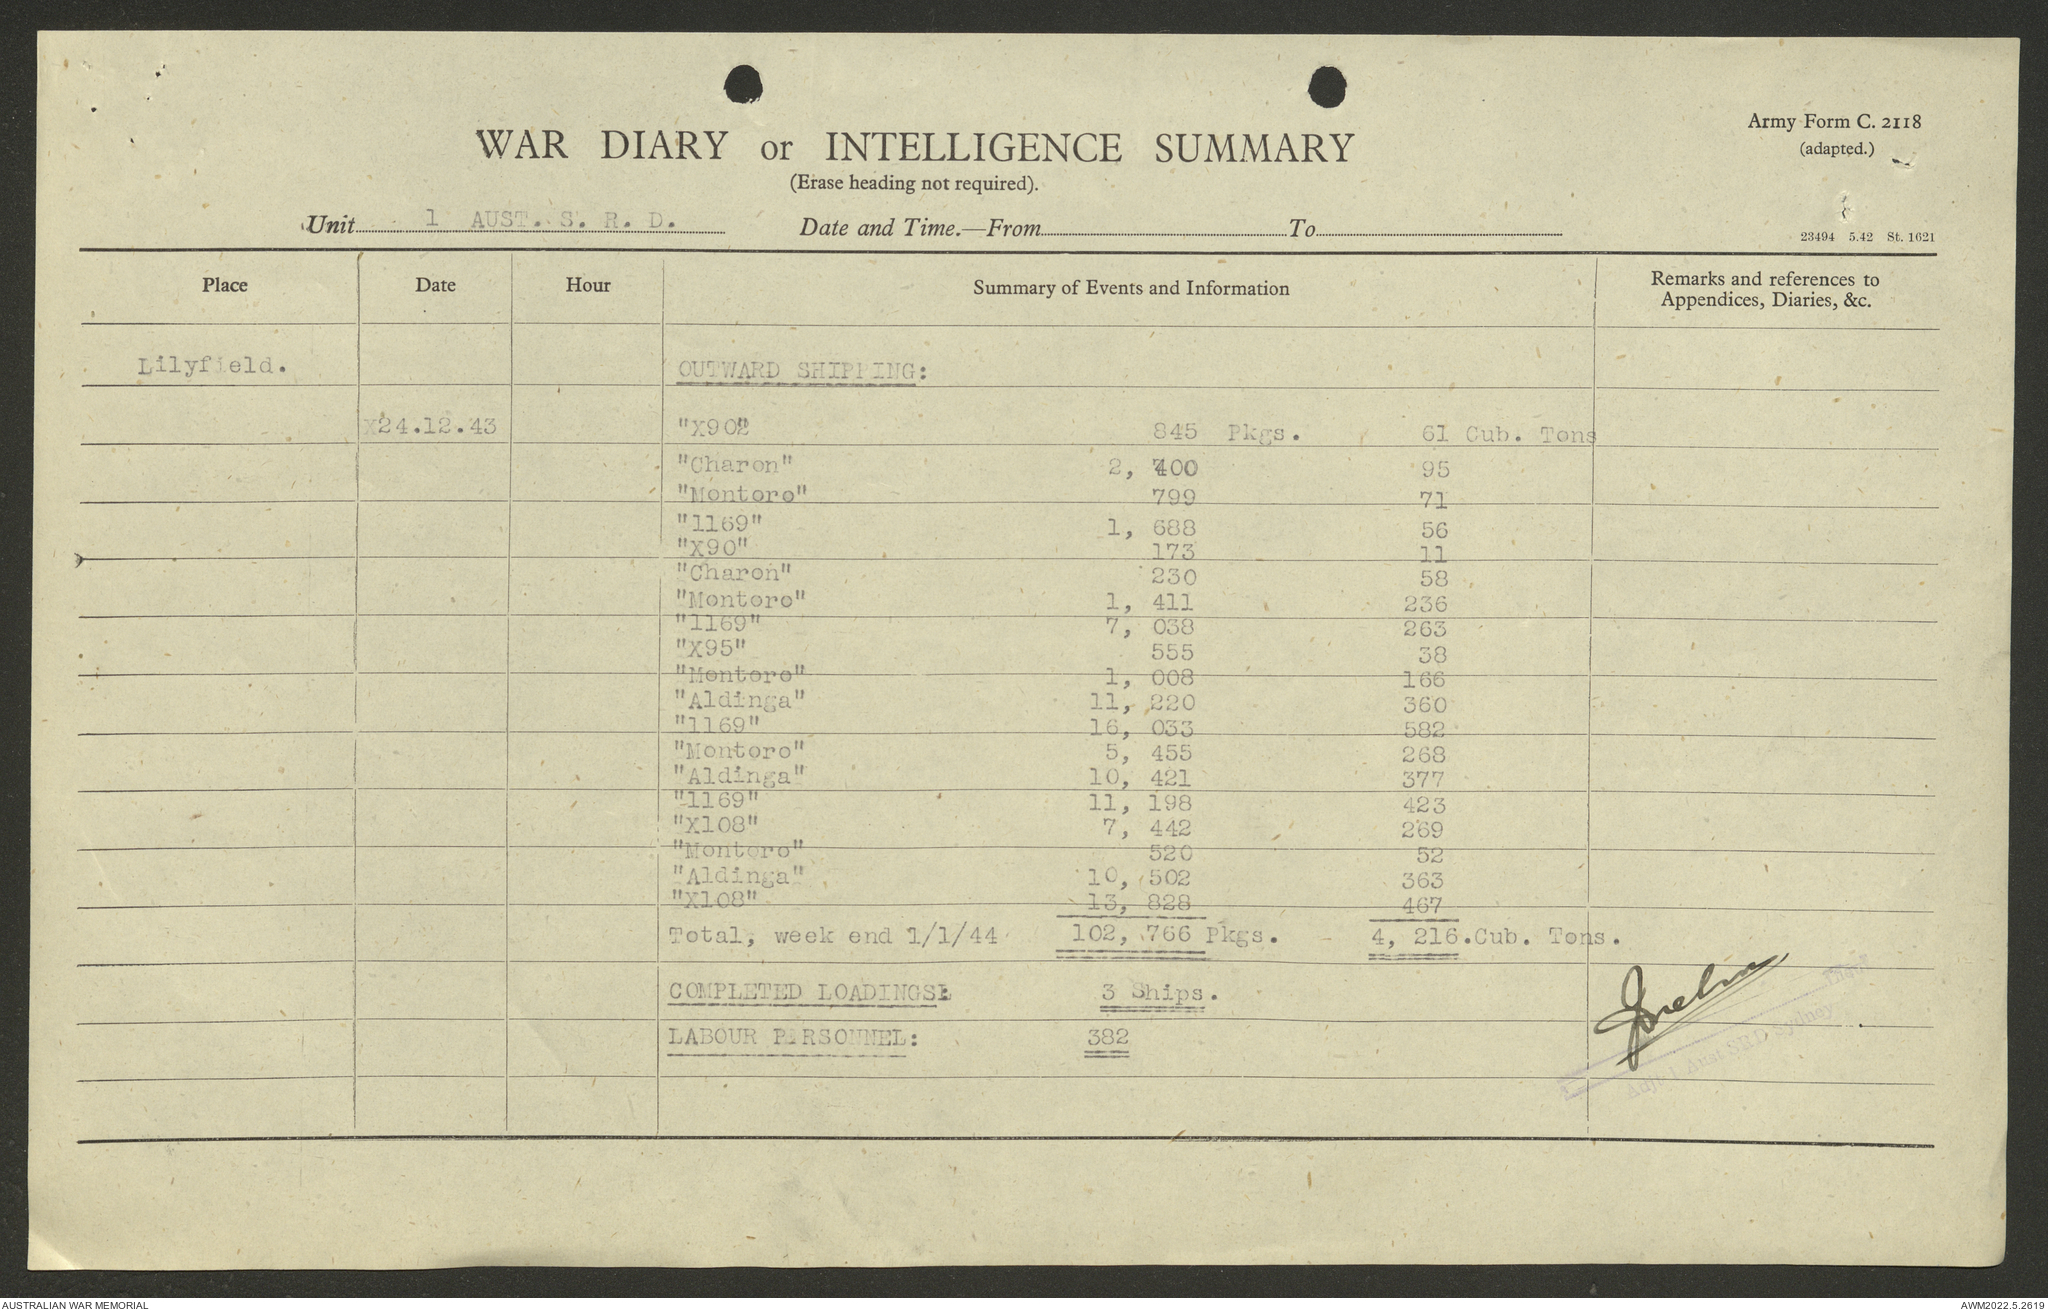 Army Form C. 2118
(adapted.)
WAR DIARY or INTELLIGENCE SUMMARY
(Erase heading not required).
Unit 1 AUST. S. R. D. Date and Time.—From To
23494 5.42 St. 1621
Place Date Hour Summary of Events and Information Remarks and references to Appendices, Diaries, &c.
Lilyfield. OUTWARD SHIPPING:
X24.12.43 "X90" 845 Pkgs. 61 Cub. Tons
"Charon" 2, 400 95
"Montoro" 799 71
"1169" 1, 688 56
"X90" 173 11
"Charon" 230 58
"Montoro" 1, 411 236
"1169" 7, 038 263
"X95" 555 38
"Montoro" 1, 008 166
"Aldinga" 11, 220 360
"1169" 16, 033 582
"Montoro" 5, 455 268
"Aldinga" 10, 421 377
"1169" 11, 198 423
"X108" 7, 442 269
"Montoro" 520 52
"Aldinga" 10, 502 363
"X108" 13, 828 467
Total, week end 1/1/44 102, 766 Pkgs. 4, 216.Cub. Tons.
COMPLETED LOADINGS: 3 Ships.
LABOUR PERSONNEL: 382
Adjt 1 Aust SRD Sydney
AUSTRALIAN WAR MEMORIAL
AWM2022.5.2619